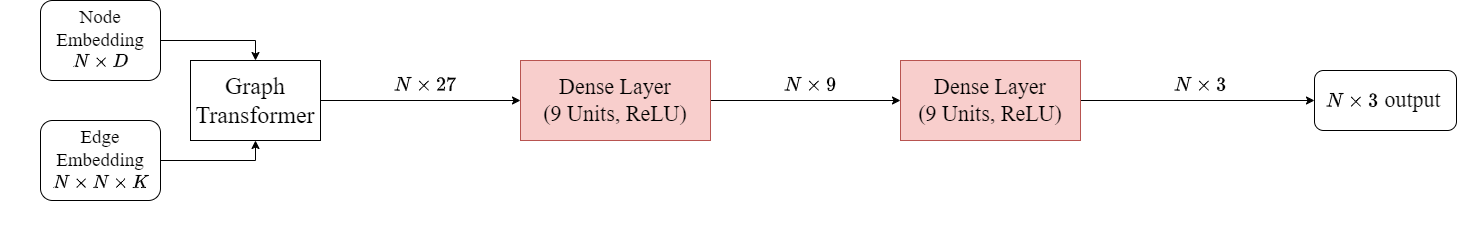 Node
Embedding
N × D
Edge
Embedding
N × N × K
Graph
Transformer
N × 27
Dense Layer
(9 Units, ReLU)
N × 9
Dense Layer
(9 Units, ReLU)
N × 3
N × 3 output